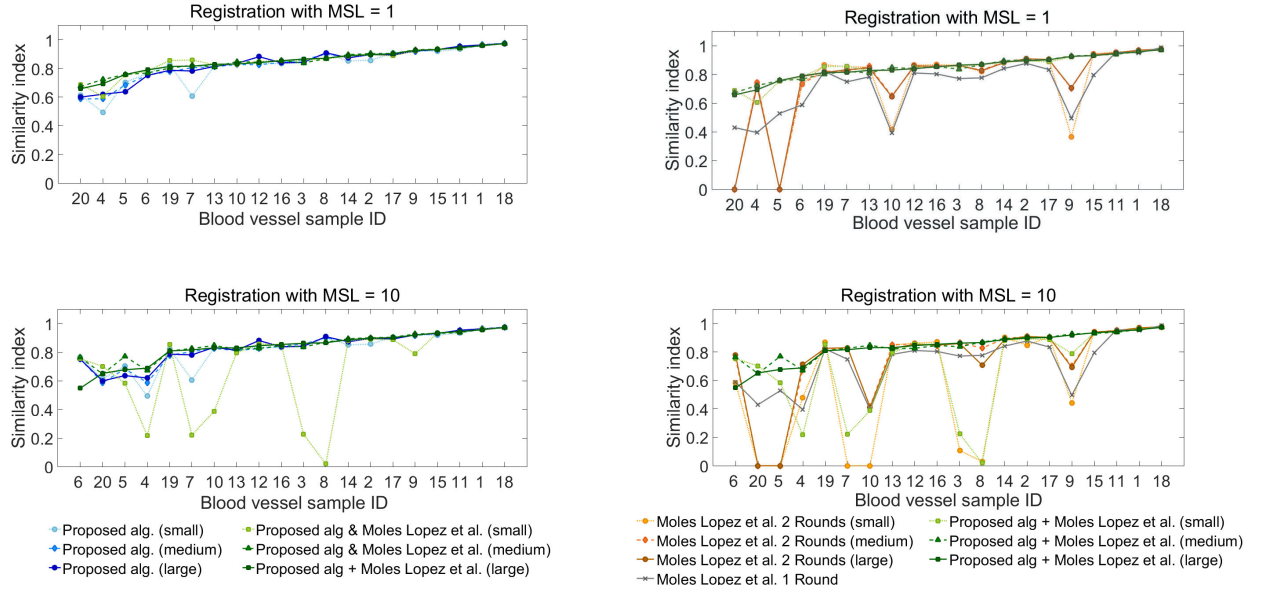 Registration with MSL = 1
Similarity index
1
0.8
0.6
0.4
0.2
0
20 4 5 6 19 7 13 10 12 16 3 8 14 2 17 9 15 11 1 18
Blood vessel sample ID
Registration with MSL = 1
Similarity index
1
0.8
0.6
0.4
0.2
0
20 4 5 6 19 7 13 10 12 16 3 8 14 2 17 9 15 11 1 18
Blood vessel sample ID
Registration with MSL = 10
Similarity index
1
0.8
0.6
0.4
0.2
0
6 20 5 4 19 7 10 13 12 16 3 8 14 2 17 9 15 11 1 18
Blood vessel sample ID
Proposed alg. (small)
Proposed alg. (medium)
Proposed alg. (large)
Proposed alg & Moles Lopez et al. (small)
Proposed alg & Moles Lopez et al. (medium)
Proposed alg + Moles Lopez et al. (large)
Registration with MSL = 10
Similarity index
1
0.8
0.6
0.4
0.2
0
6 20 5 4 19 7 10 13 12 16 3 8 14 2 17 9 15 11 1 18
Blood vessel sample ID
Moles Lopez et al. 2 Rounds (small)
Moles Lopez et al. 2 Rounds (medium)
Moles Lopez et al. 2 Rounds (large)
Moles Lopez et al. 1 Round
Proposed alg + Moles Lopez et al. (small)
Proposed alg + Moles Lopez et al. (medium)
Proposed alg + Moles Lopez et al. (large)